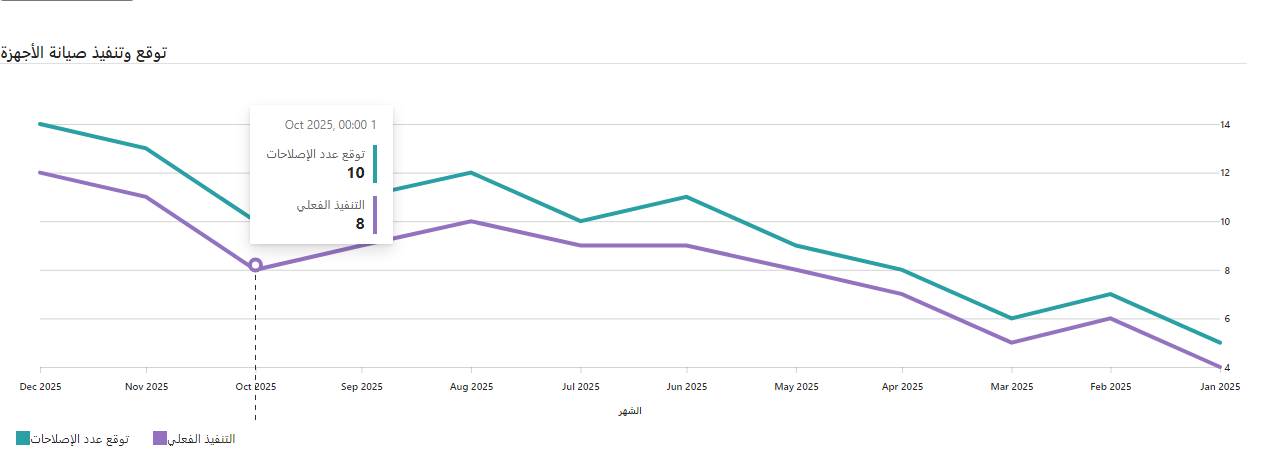 توقع وتنفيذ صيانة الأجهزة
1 Oct 2025, 00:00
توقع عدد الإصلاحات
10
التنفيذ الفعلي
8
14
12
10
8
6
4
Dec 2025 Nov 2025 Oct 2025 Sep 2025 Aug 2025 Jul 2025 Jun 2025 May 2025 Apr 2025 Mar 2025 Feb 2025 Jan 2025
الشهر
توقع عدد الإصلاحات التنفيذ الفعلي